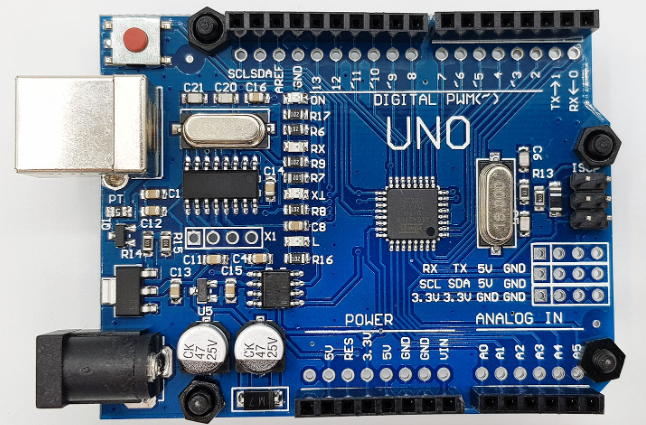 SCL SDA AREF GND 13 12 11 10 9 8 7 6 5 4 3 2 TX→1 RX←0
DIGITAL PWM(~)
UNO
C21 C20 C16
ON
R17
R6
RX
R9
R7
TX
R8
C8
L
R16
C14
C1
PT
C12
R14
R15
X1
C11
C4
C13
C15
U5
C6
R13
16.000
RX TX 5V GND
SCL SDA 5V GND
3.3V 3.3V GND GND
POWER
ANALOG IN
5V RES 3.3V 5V GND GND VIN
A0 A1 A2 A3 A4 A5
CK
47
25V
CK
47
25V
M7